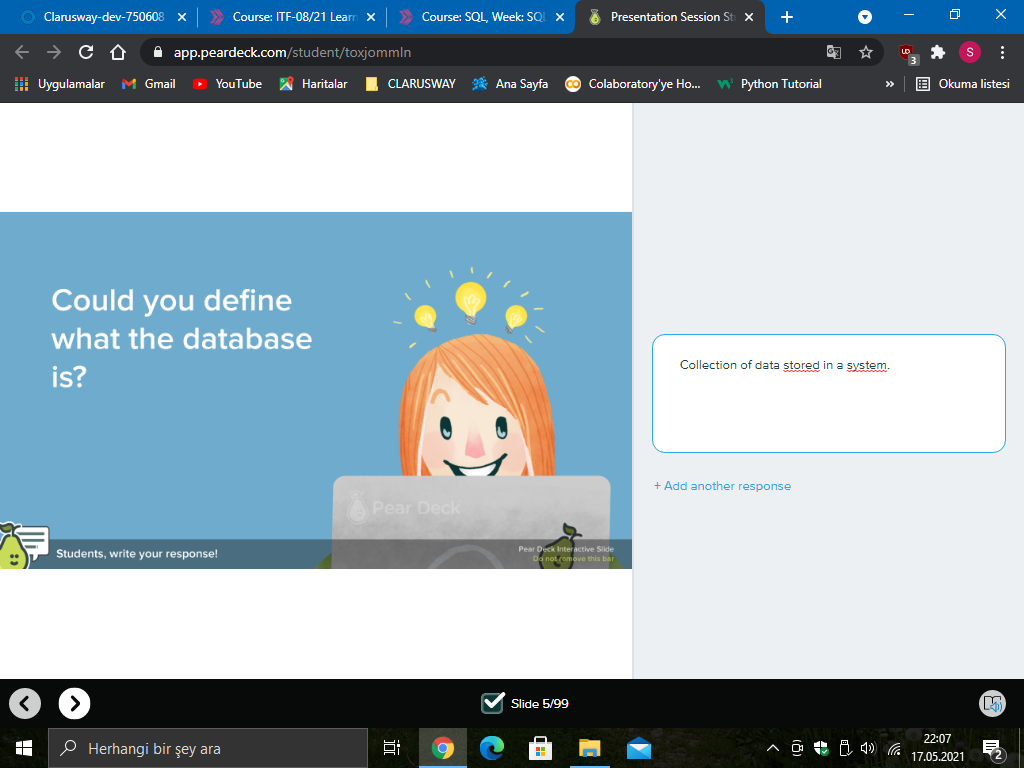 Clarusway-dev-750608
Course: ITF-08/21 Learn
Course: SQL, Week: SQL
Presentation Session St
app.peardeck.com/student/toxjommln
3
S
Uygulamalar
Gmail
YouTube
Haritalar
CLARUSWAY
Ana Sayfa
Colaboratory'ye Ho...
Python Tutorial
»
Okuma listesi
Could you define
what the database
is?
Pear Deck
Students, write your response!
Pear Deck Interactive Slide
Do not remove this bar
Collection of data stored in a system.
+ Add another response
Slide 5/99
Herhangi bir şey ara
22:07
17.05.2021
2